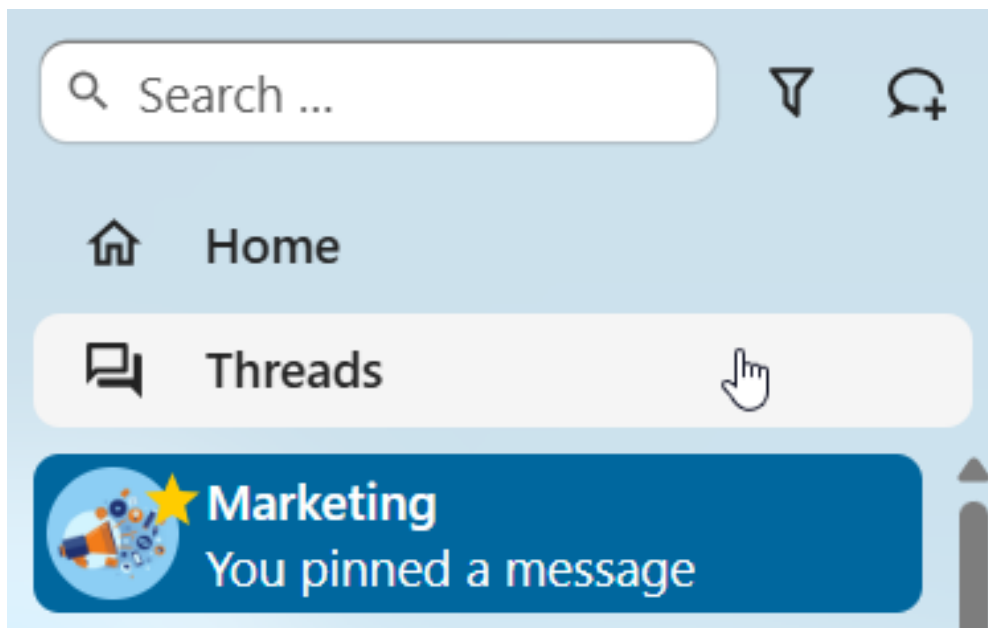 Search ...
Home
Threads
Marketing
You pinned a message